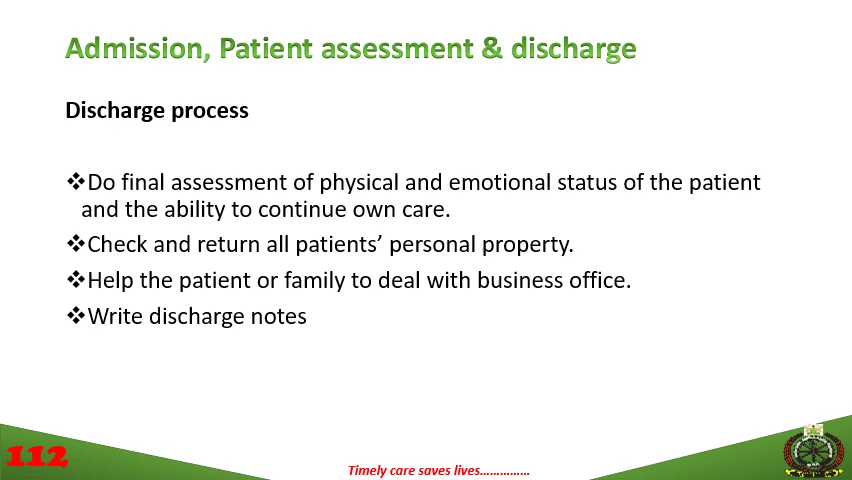 Admission, Patient assessment & discharge
Discharge process
❖Do final assessment of physical and emotional status of the patient
and the ability to continue own care.
❖Check and return all patients’ personal property.
❖Help the patient or family to deal with business office.
❖Write discharge notes
112
Timely care saves lives……………